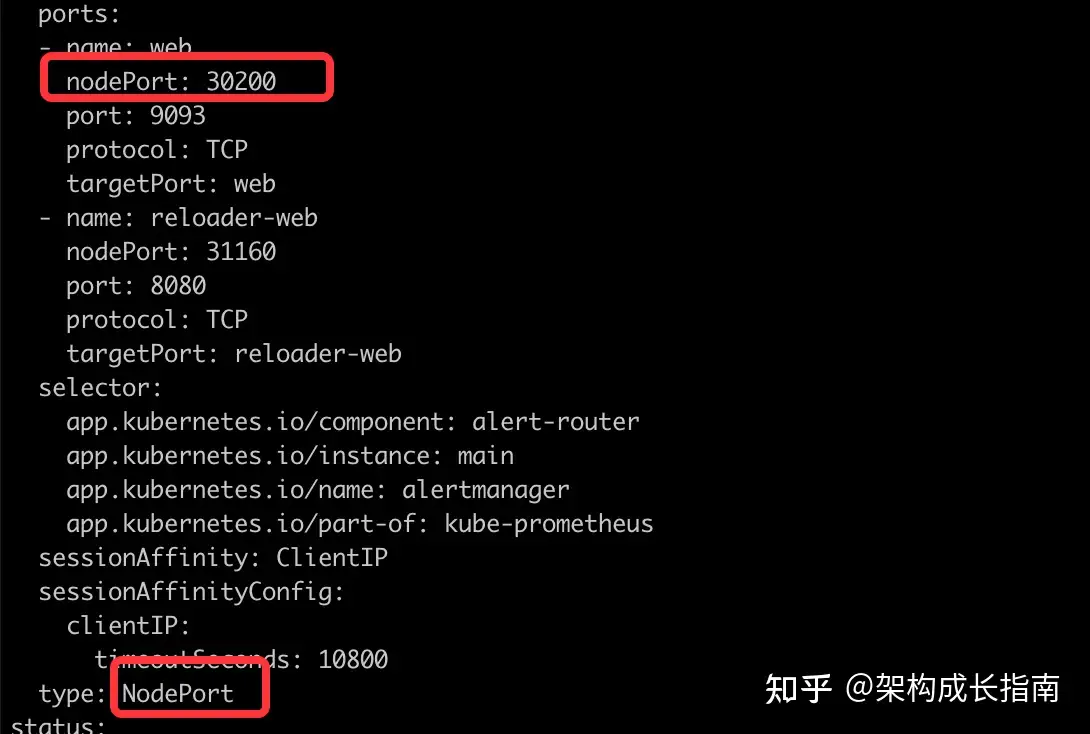 ports:
- name: web
nodePort: 30200
port: 9093
protocol: TCP
targetPort: web
- name: reloader-web
nodePort: 31160
port: 8080
protocol: TCP
targetPort: reloader-web
selector:
app.kubernetes.io/component: alert-router
app.kubernetes.io/instance: main
app.kubernetes.io/name: alertmanager
app.kubernetes.io/part-of: kube-prometheus
sessionAffinity: ClientIP
sessionAffinityConfig:
clientIP:
timeoutSeconds: 10800
type: NodePort
status:
知乎 @架构成长指南